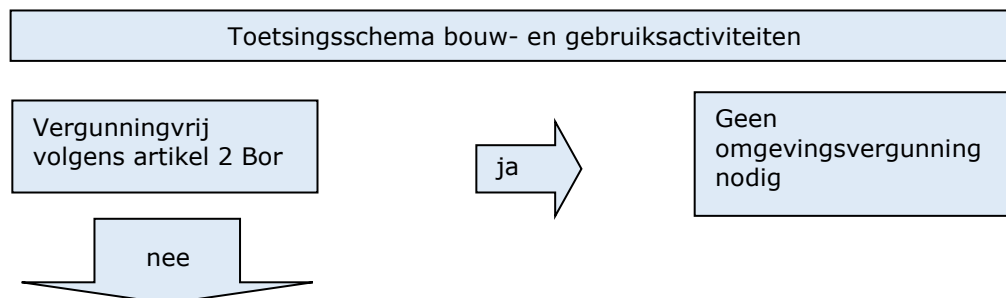 Toetsingsschema bouw- en gebruiksactiviteiten
Vergunningvrij
volgens artikel 2 Bor
ja
Geen
omgevingsvergunning
nodig
nee